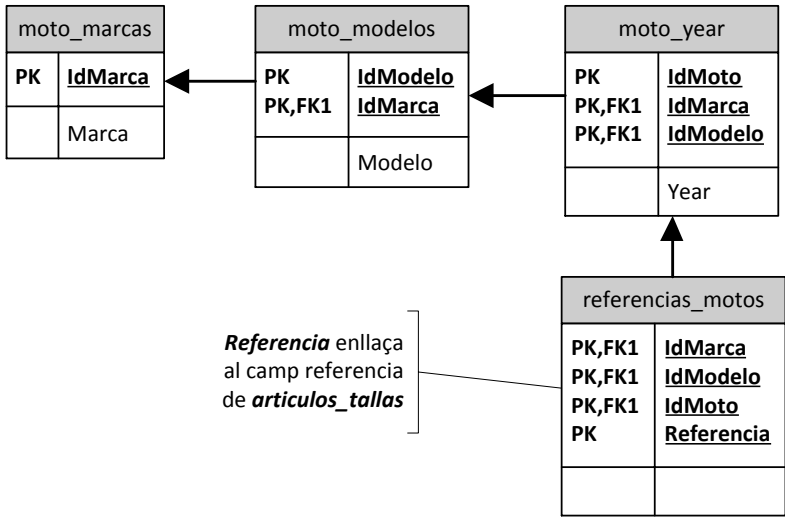 moto_marcas
PK IdMarca
Marca
moto_modelos
PK IdModelo
PK,FK1 IdMarca
Modelo
moto_year
PK IdMoto
PK,FK1 IdMarca
PK,FK1 IdModelo
Year
referencias_motos
PK,FK1 IdMarca
PK,FK1 IdModelo
PK,FK1 IdMoto
PK Referencia
Referencia enllaça
al camp referencia
de articulos_tallas